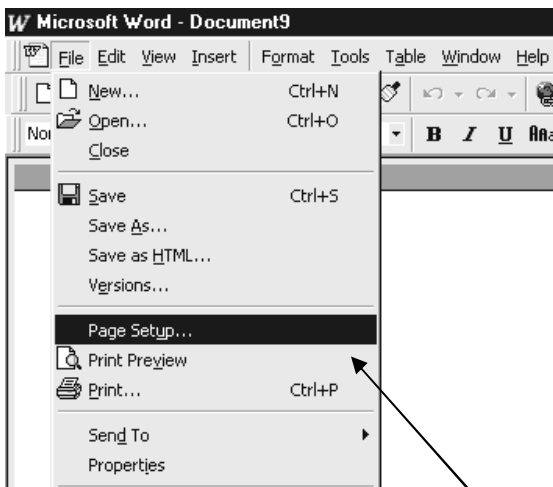 Microsoft Word - Document9
File Edit View Insert Format Tools Table Window Help
New... Ctrl+N
Open... Ctrl+O
B I U
Close
Save Ctrl+S
Save As...
Save as HTML...
Versions...
Page Setup...
Print Preview
Print... Ctrl+P
Send To
Properties